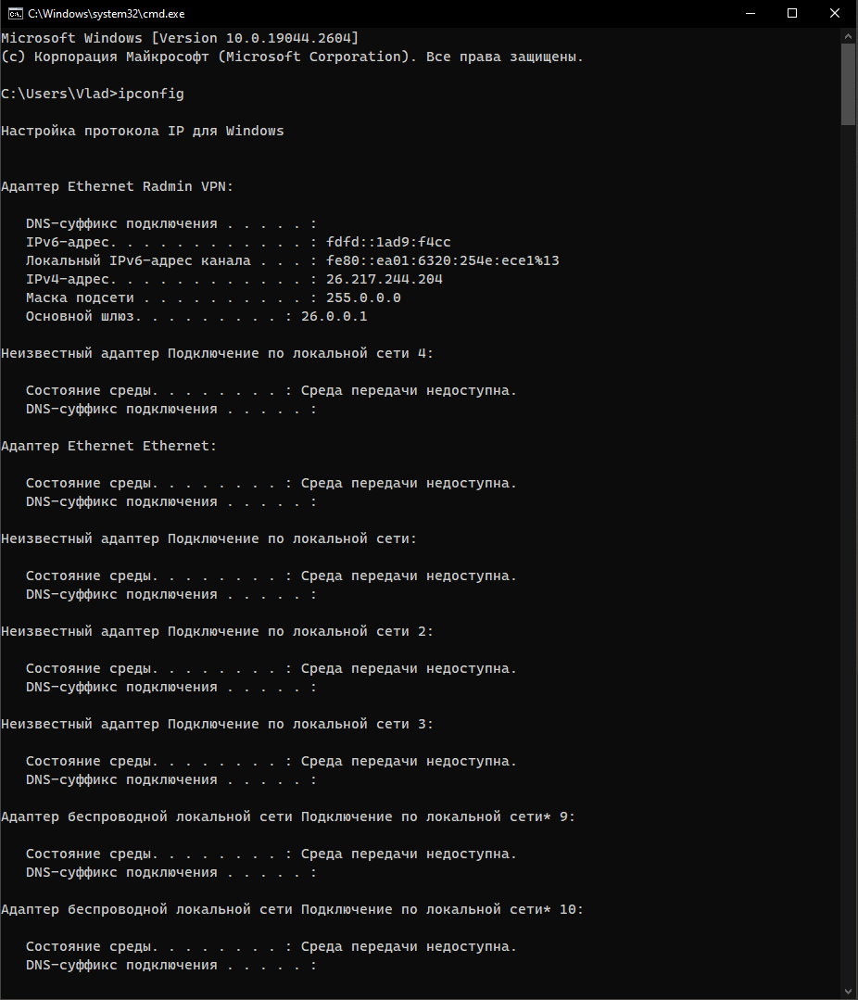 C:\Windows\system32\cmd.exe
Microsoft Windows [Version 10.0.19044.2604]
(c) Корпорация Майкрософт (Microsoft Corporation). Все права защищены.
C:\Users\Vlad>ipconfig
Настройка протокола IP для Windows
Адаптер Ethernet Radmin VPN:
DNS-суффикс подключения . . . . . :
IPv6-адрес. . . . . . . . . . . . : fdfd::1ad9:f4cc
Локальный IPv6-адрес канала . . . : fe80::ea01:6320:254e:ece1%13
IPv4-адрес. . . . . . . . . . . . : 26.217.244.204
Маска подсети . . . . . . . . . . : 255.0.0.0
Основной шлюз. . . . . . . . . : 26.0.0.1
Неизвестный адаптер Подключение по локальной сети 4:
Состояние среды. . . . . . . . : Среда передачи недоступна.
DNS-суффикс подключения . . . . . :
Адаптер Ethernet Ethernet:
Состояние среды. . . . . . . . : Среда передачи недоступна.
DNS-суффикс подключения . . . . . :
Неизвестный адаптер Подключение по локальной сети:
Состояние среды. . . . . . . . : Среда передачи недоступна.
DNS-суффикс подключения . . . . . :
Неизвестный адаптер Подключение по локальной сети 2:
Состояние среды. . . . . . . . : Среда передачи недоступна.
DNS-суффикс подключения . . . . . :
Неизвестный адаптер Подключение по локальной сети 3:
Состояние среды. . . . . . . . : Среда передачи недоступна.
DNS-суффикс подключения . . . . . :
Адаптер беспроводной локальной сети Подключение по локальной сети* 9:
Состояние среды. . . . . . . . : Среда передачи недоступна.
DNS-суффикс подключения . . . . . :
Адаптер беспроводной локальной сети Подключение по локальной сети* 10:
Состояние среды. . . . . . . . : Среда передачи недоступна.
DNS-суффикс подключения . . . . . :